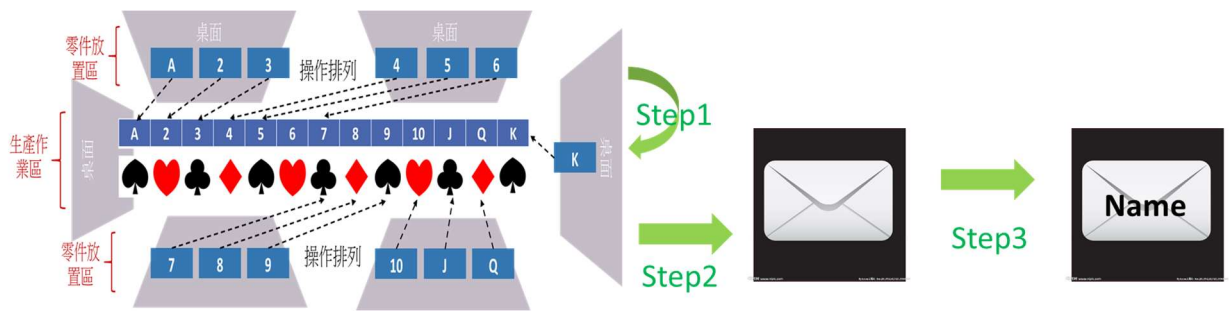 桌面
桌面
零件放
置區
A 2 3
操作排列
4 5 6
Step1
生產作
業區
桌面
A 2 3 4 5 6 7 8 9 10 J Q K
K
桌面
Name
Step2
Step3
零件放
置區
7 8 9
操作排列
10 J Q